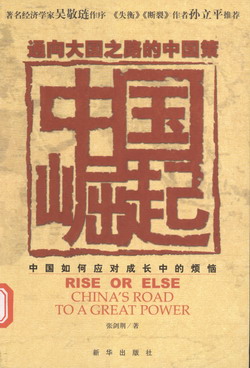 著名经济学家吴敬琏作序 《失衡》《断裂》作者孙立平推荐
通向大国之路的中国策
中国
崛起
中国如何应对成长中的烦恼
RISE OR ELSE
CHINA'S ROAD
TO A GREAT POWER
张剑荆/著
新华出版社